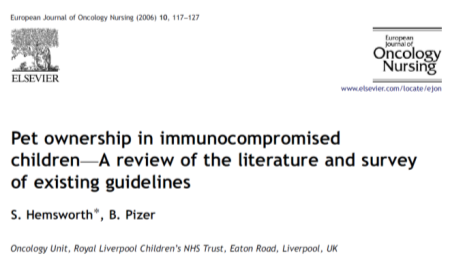 European Journal of Oncology Nursing (2006) 10, 117–127
ELSEVIER
European
Journal of
Oncology
Nursing
www.elsevier.com/locate/ejon
Pet ownership in immunocompromised
children—A review of the literature and survey
of existing guidelines
S. Hemsworth*, B. Pizer
Oncology Unit, Royal Liverpool Children's NHS Trust, Eaton Road, Liverpool, UK